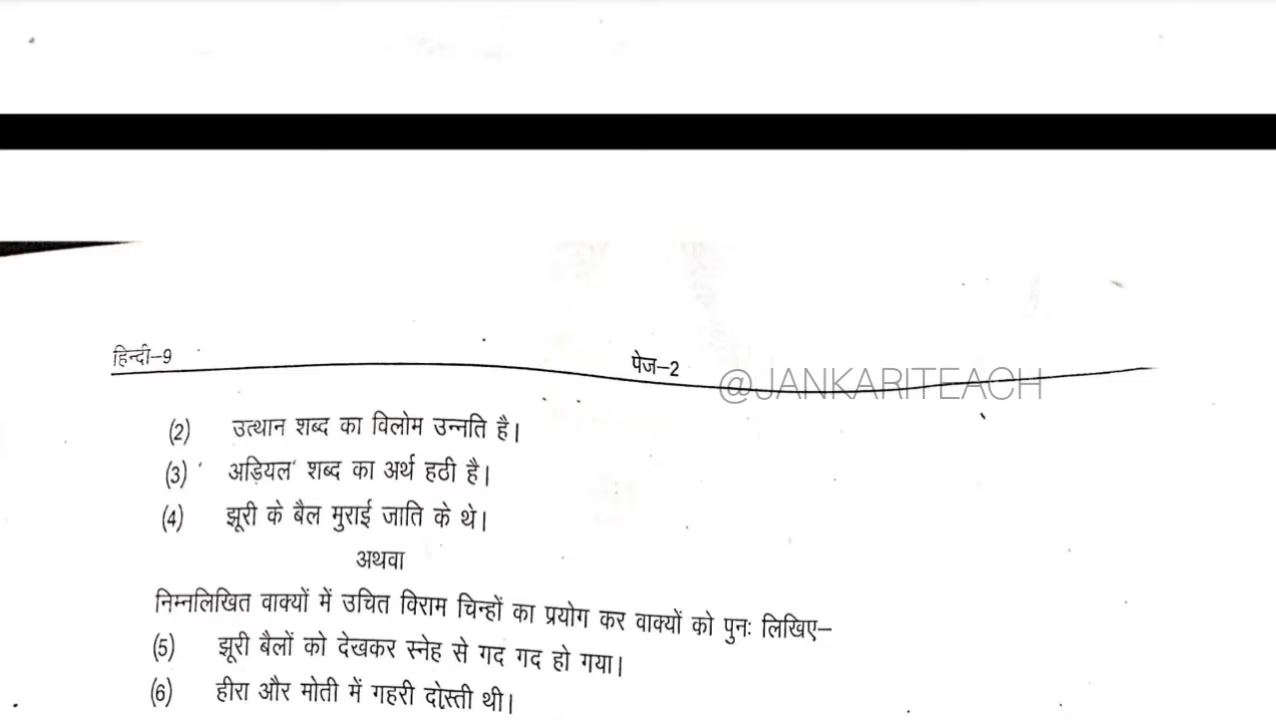 हिन्दी–9
पेज–2
@JANKARITEACH
(2) उत्थान शब्द का विलोम उन्नति है।
(3) ' अड़ियल' शब्द का अर्थ हठी है।
(4) झूरी के बैल मुराई जाति के थे।
अथवा
निम्नलिखित वाक्यों में उचित विराम चिन्हों का प्रयोग कर वाक्यों को पुनः लिखिए–
(5) झूरी बैलों को देखकर स्नेह से गद गद हो गया।
(6) हीरा और मोती में गहरी दोस्ती थी।